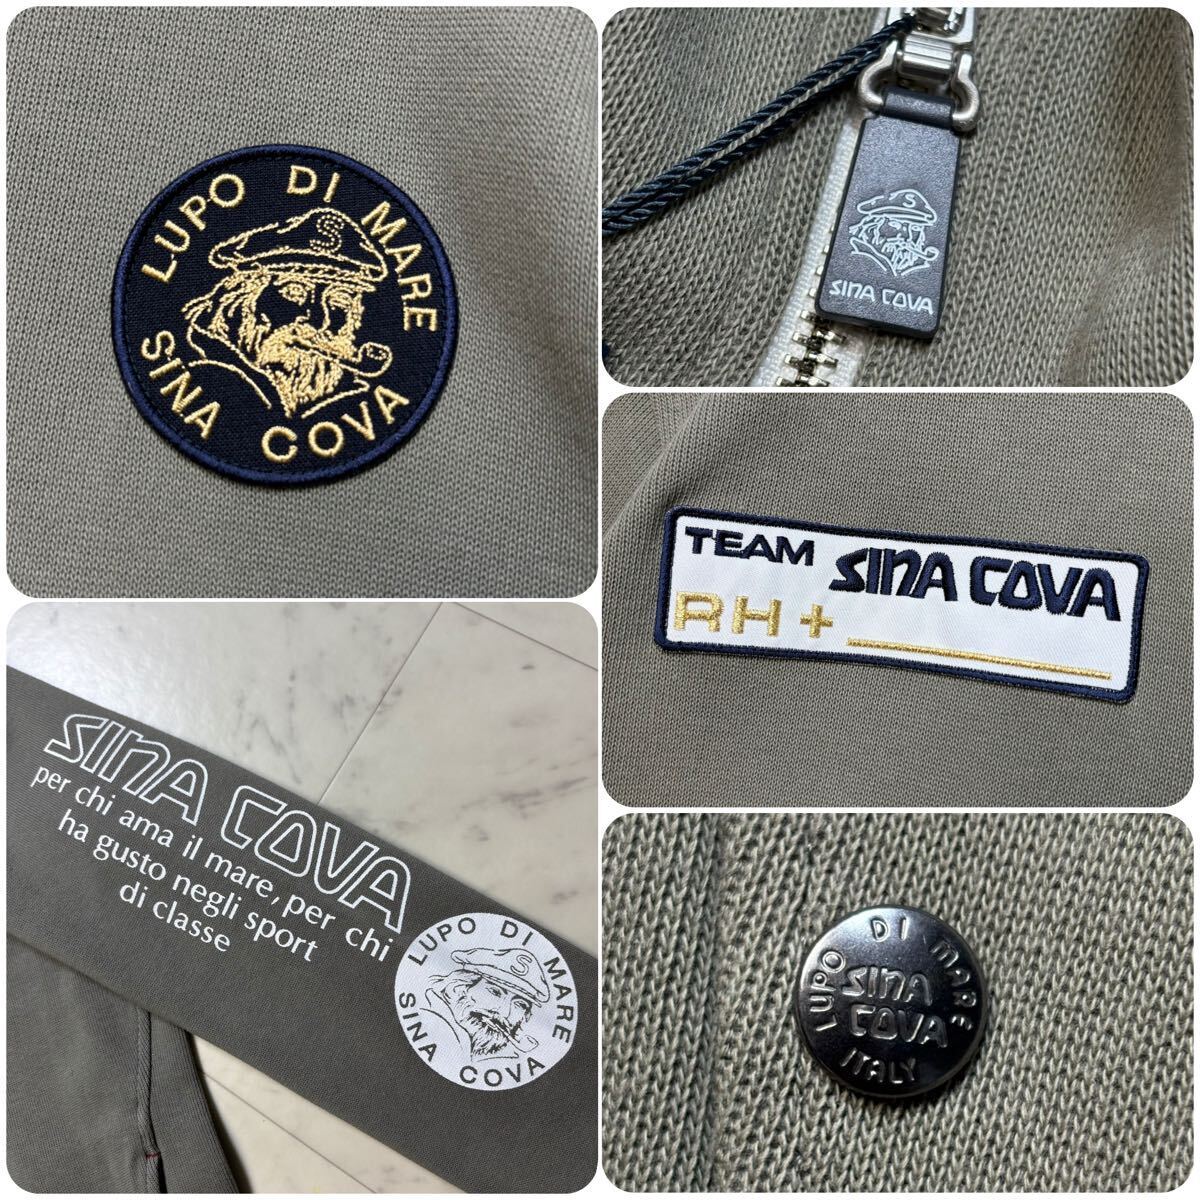 LUPO DI MARE
S
SINA COVA
S
SINA COVA
TEAM SINA COVA
RH+
SINA COVA
per chi ama il mare, per chi
ha gusto negli sport
di classe
LUPO DI MARE
S
SINA COVA
LUPO DI MARE
SINA
COVA
ITALY